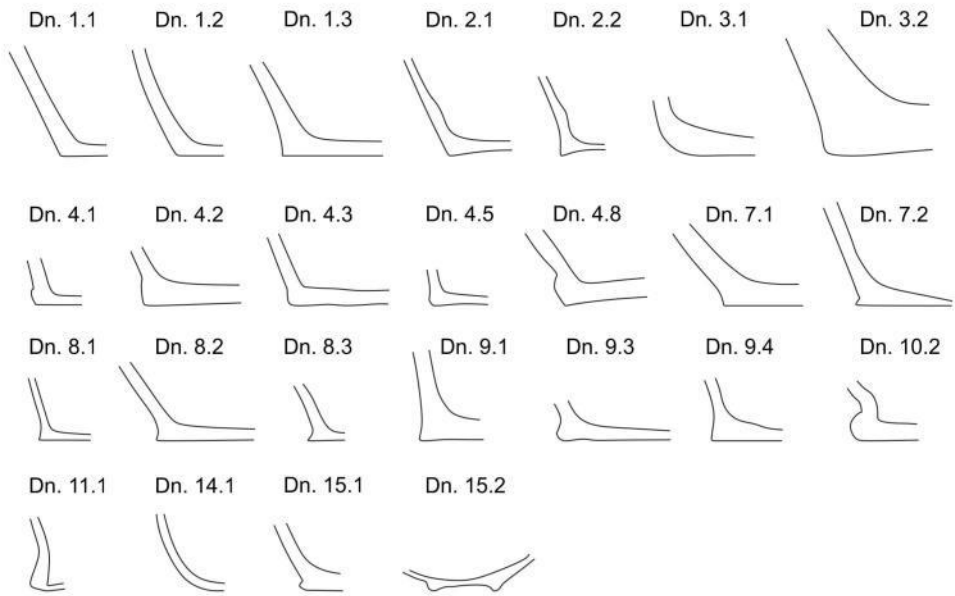 Dn. 1.1 Dn. 1.2 Dn. 1.3 Dn. 2.1 Dn. 2.2 Dn. 3.1 Dn. 3.2
Dn. 4.1 Dn. 4.2 Dn. 4.3 Dn. 4.5 Dn. 4.8 Dn. 7.1 Dn. 7.2
Dn. 8.1 Dn. 8.2 Dn. 8.3 Dn. 9.1 Dn. 9.3 Dn. 9.4 Dn. 10.2
Dn. 11.1 Dn. 14.1 Dn. 15.1 Dn. 15.2